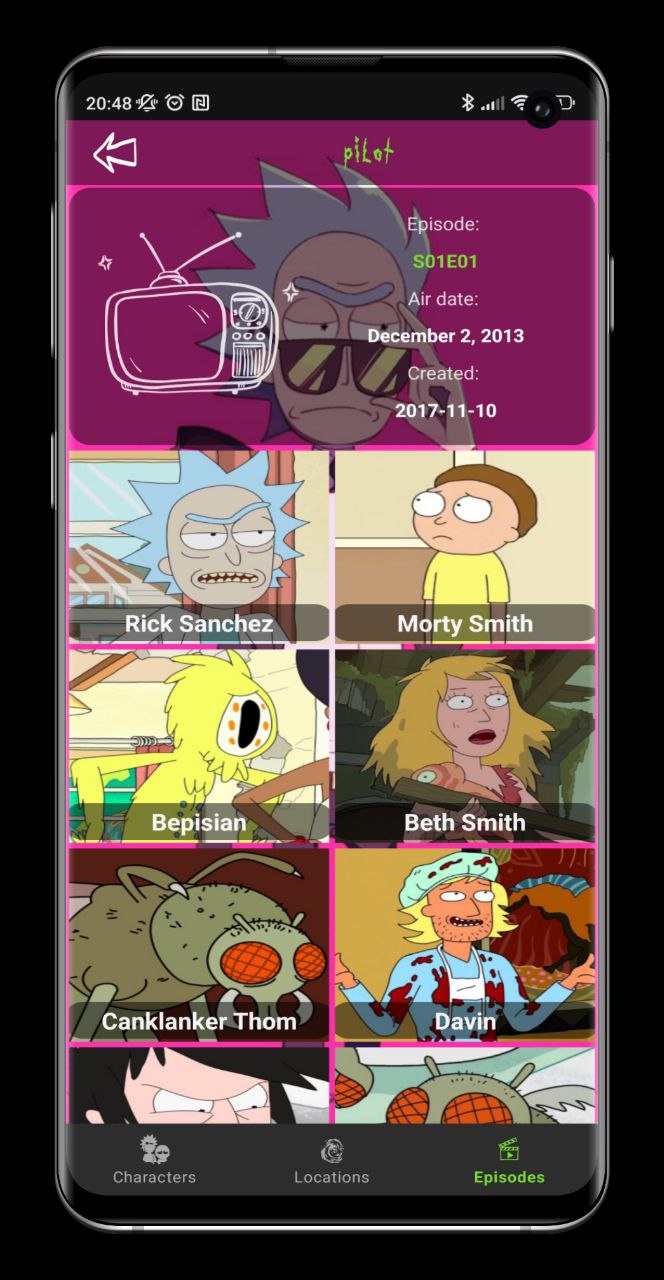 20:48
pilot
Episode:
S01E01
Air date:
December 2, 2013
Created:
2017-11-10
Rick Sanchez
Morty Smith
Bepisian
Beth Smith
Canklanker Thom
Davin
Characters
Locations
Episodes